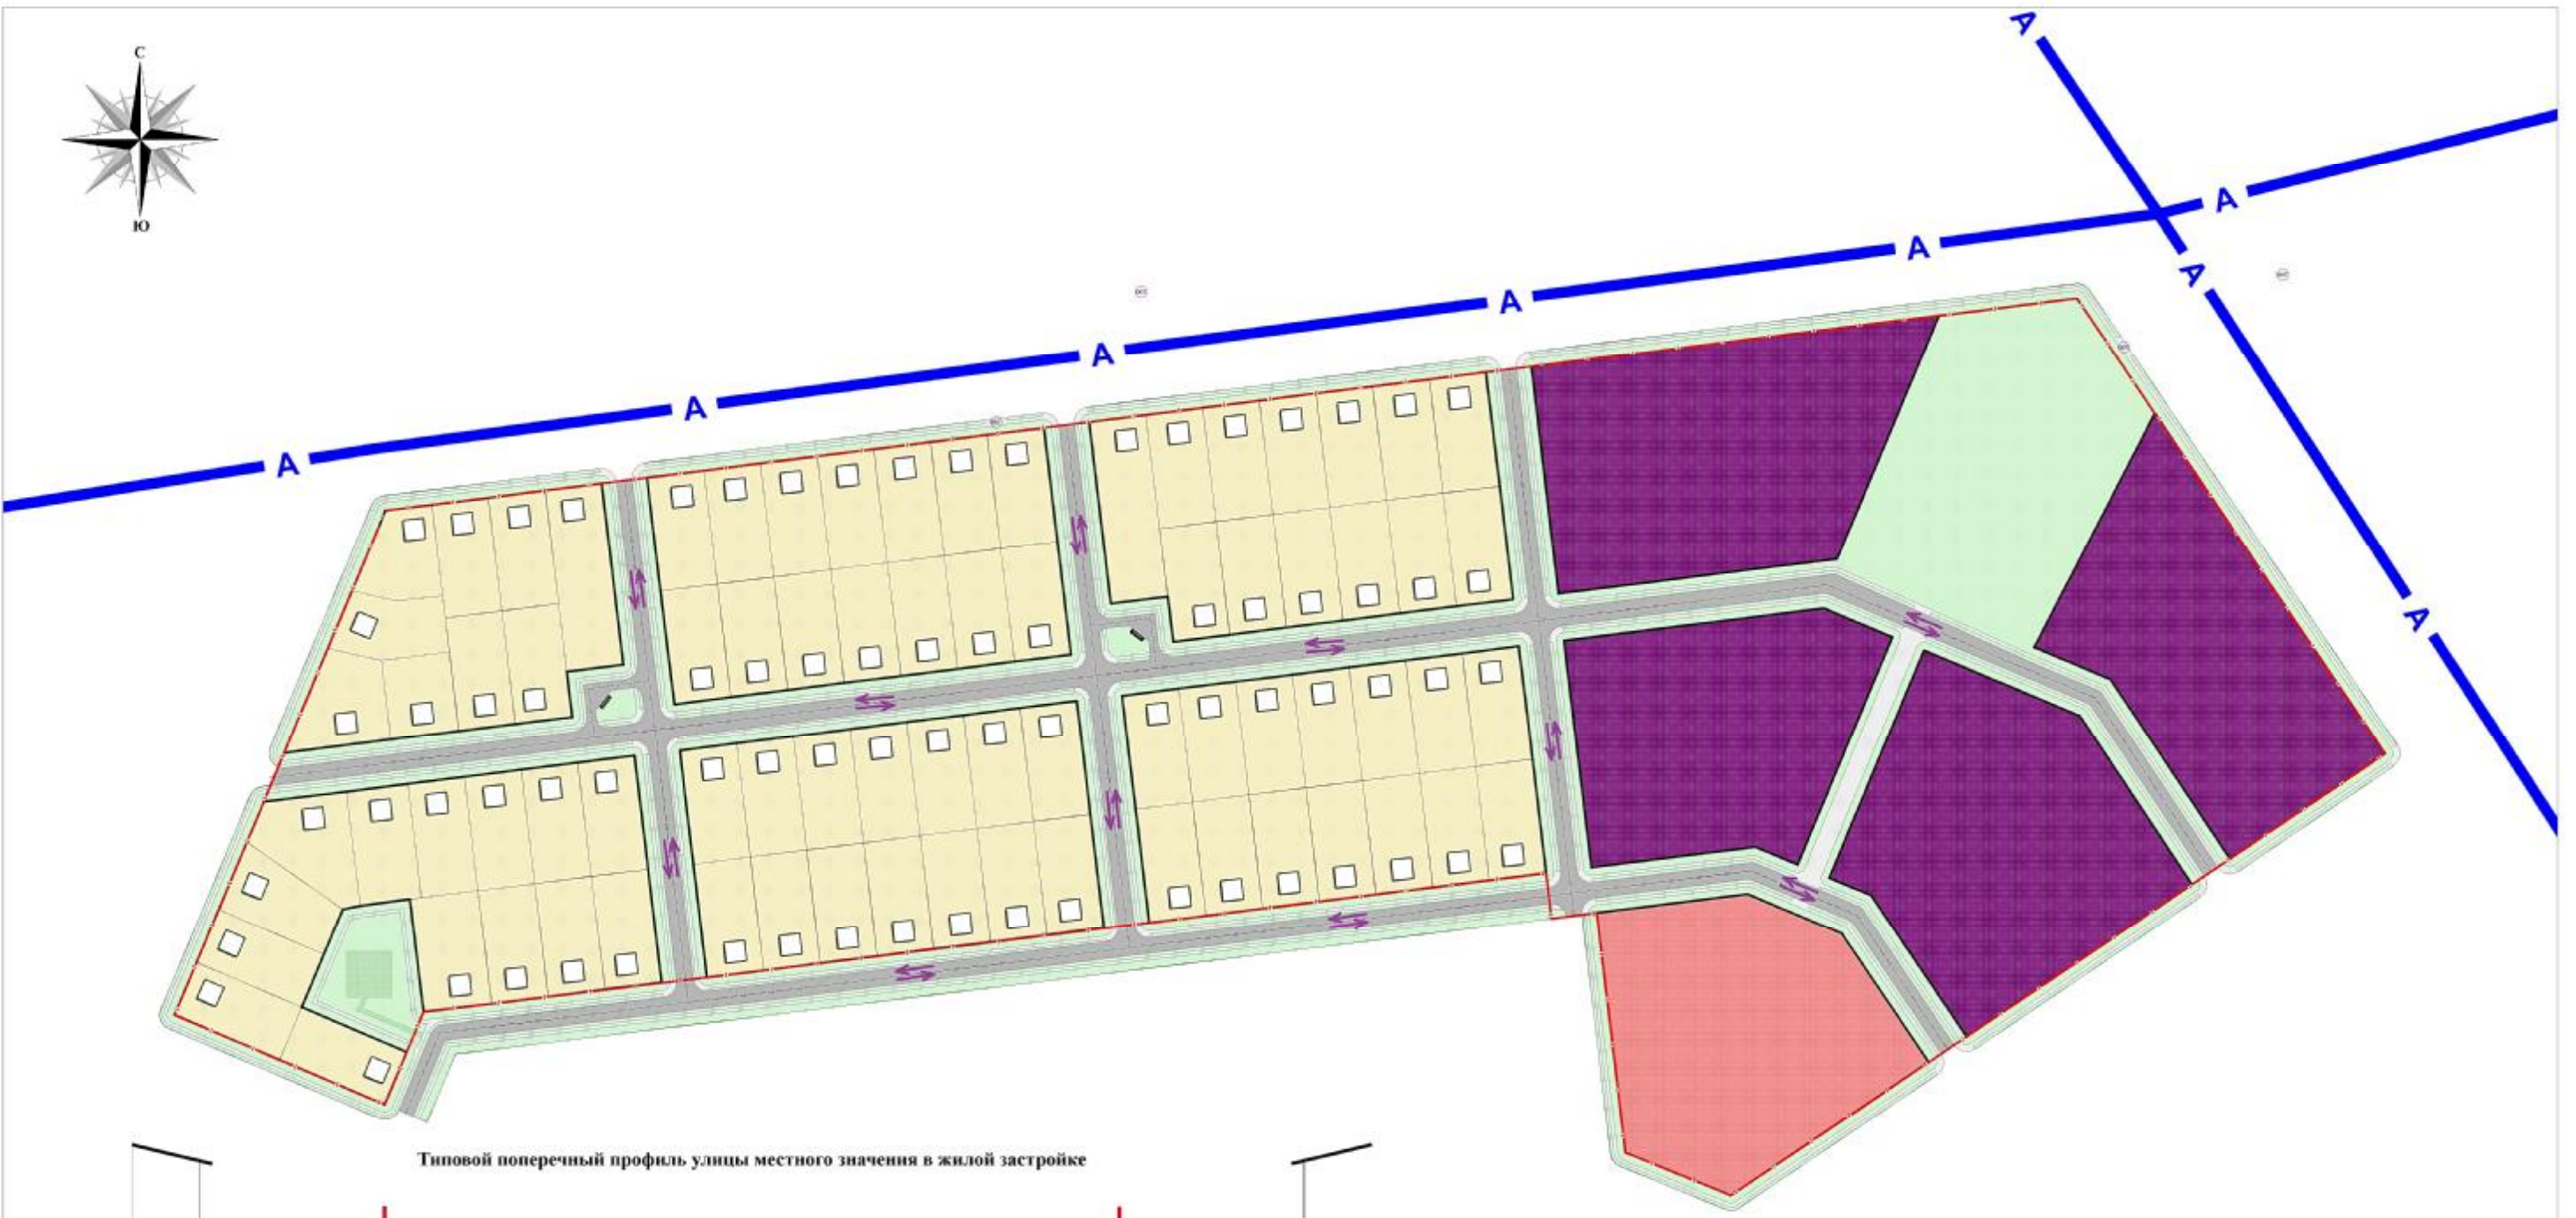 С
Ю
А
А
А
А
А
А
А
А
А
Типовой поперечный профиль улицы местного значения в жилой застройке